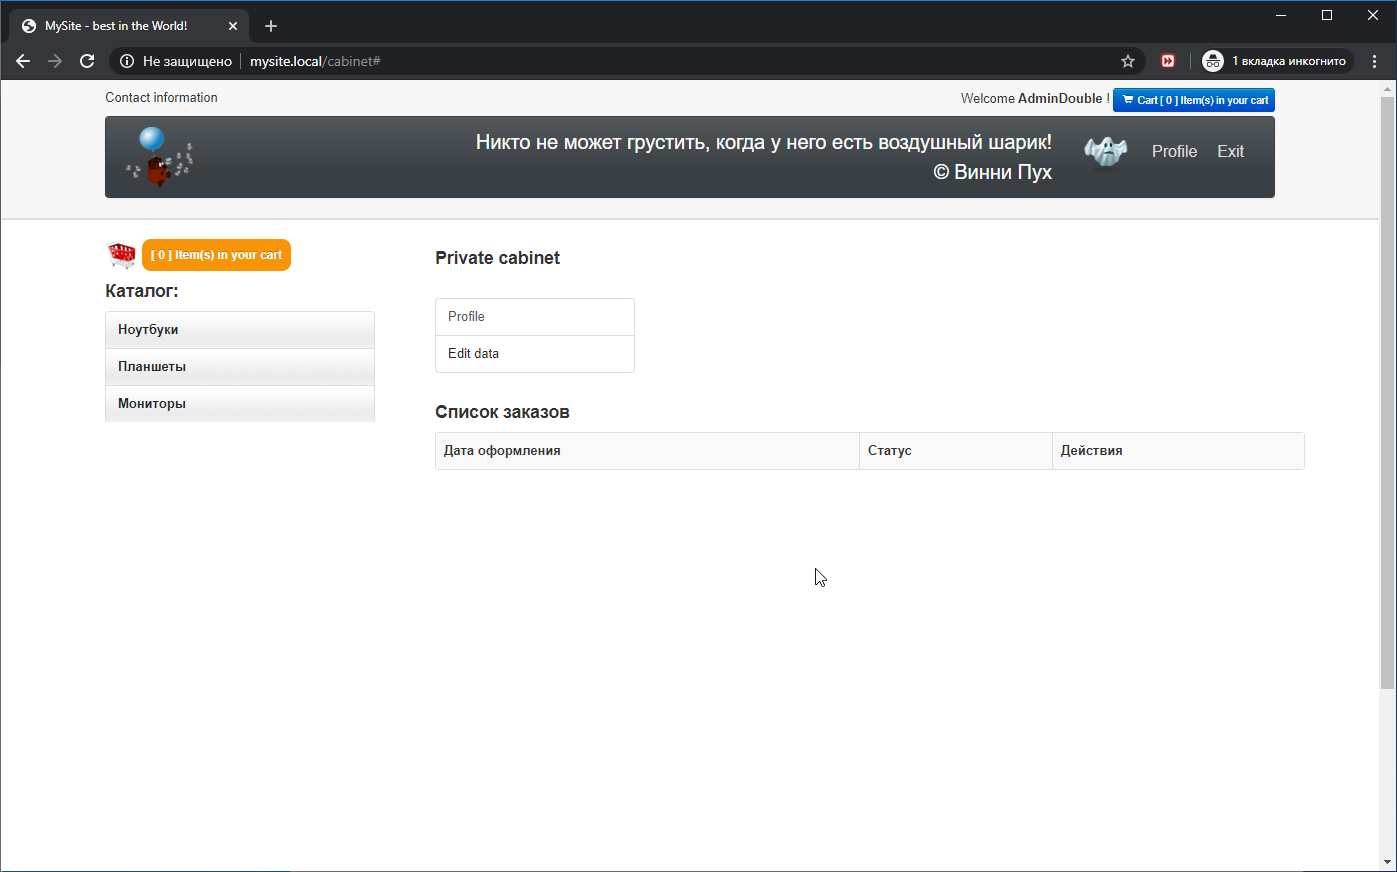 MySite - best in the World!
Не защищено
mysite.local/cabinet#
1 вкладка инкогнито
Contact information
Welcome AdminDouble !
Cart [ 0 ] Item(s) in your cart
Никто не может грустить, когда у него есть воздушный шарик!
© Винни Пух
Profile
Exit
[ 0 ] Item(s) in your cart
Каталог:
Ноутбуки
Планшеты
Мониторы
Private cabinet
Profile
Edit data
Список заказов
Дата оформления
Статус
Действия